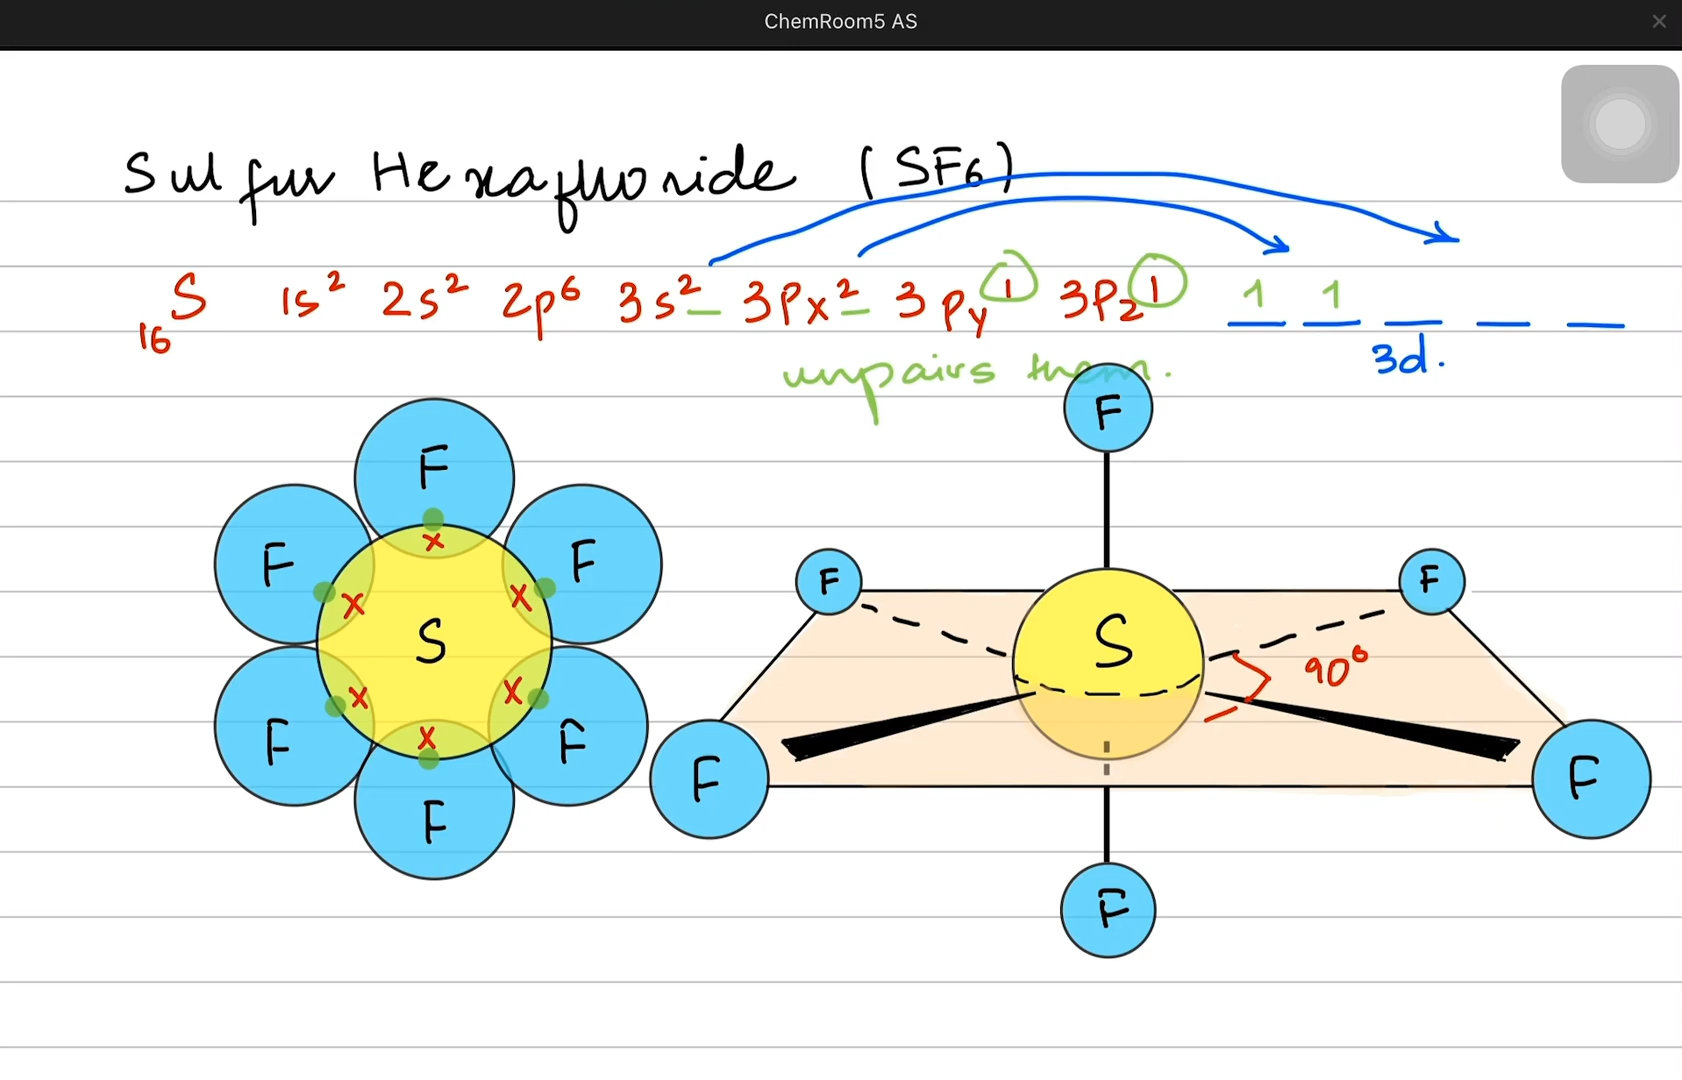 ChemRoom5 AS
Sulfur Hexafluoride (SF₆)
₁₆S 1s² 2s² 2p⁶ 3s² 3Px² 3Py¹ 3Pz¹ 1 1
3d.
unpairs them.
F
F
F
F
F
x
x
x
S
x
x
x
F
F
F
F
F
S
90°
F
F
F